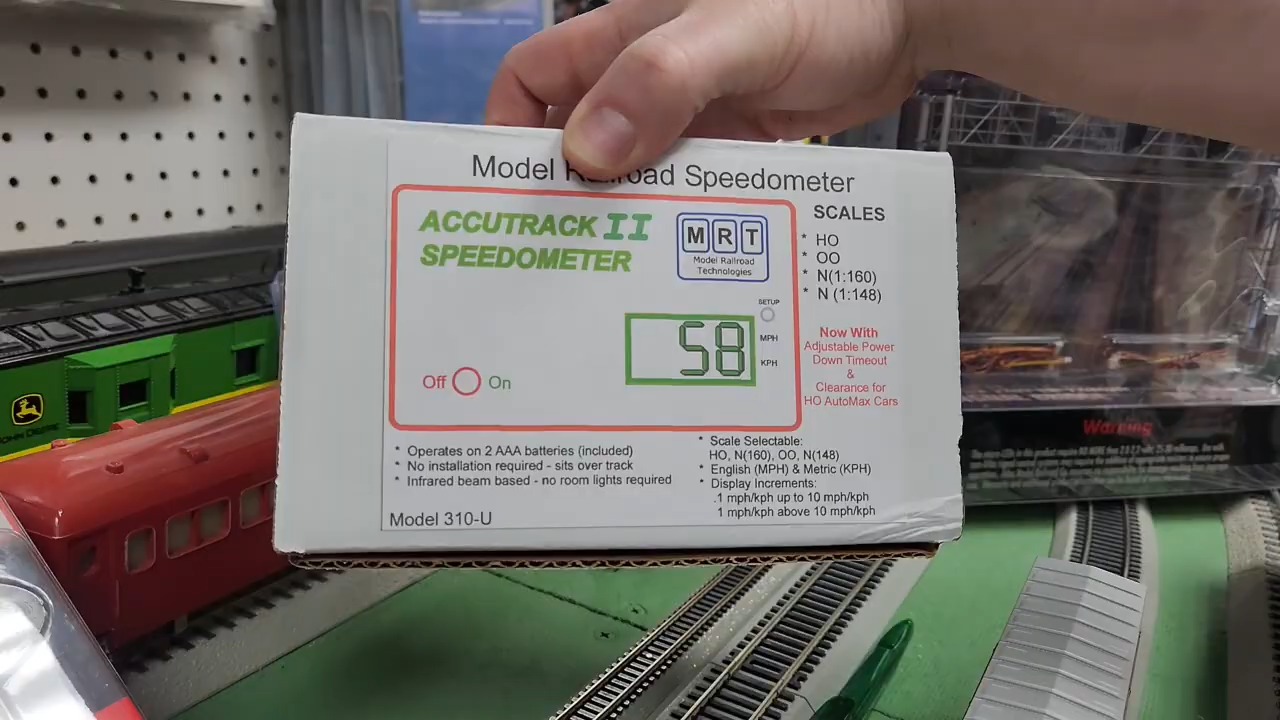 Model Railroad Speedometer
ACCUTRACK II
SPEEDOMETER
MRT
Model Railroad
Technologies
SETUP
58
MPH
KPH
Off On
SCALES
* HO
* OO
* N(1:160)
* N (1:148)
Now With
Adjustable Power
Down Timeout
&
Clearance for
HO AutoMax Cars
* Operates on 2 AAA batteries (included)
* No installation required - sits over track
* Infrared beam based - no room lights required
* Scale Selectable:
HO, N(160), OO, N(148)
* English (MPH) & Metric (KPH)
* Display Increments:
.1 mph/kph up to 10 mph/kph
1 mph/kph above 10 mph/kph
Model 310-U
JOHN DEERE
Warning